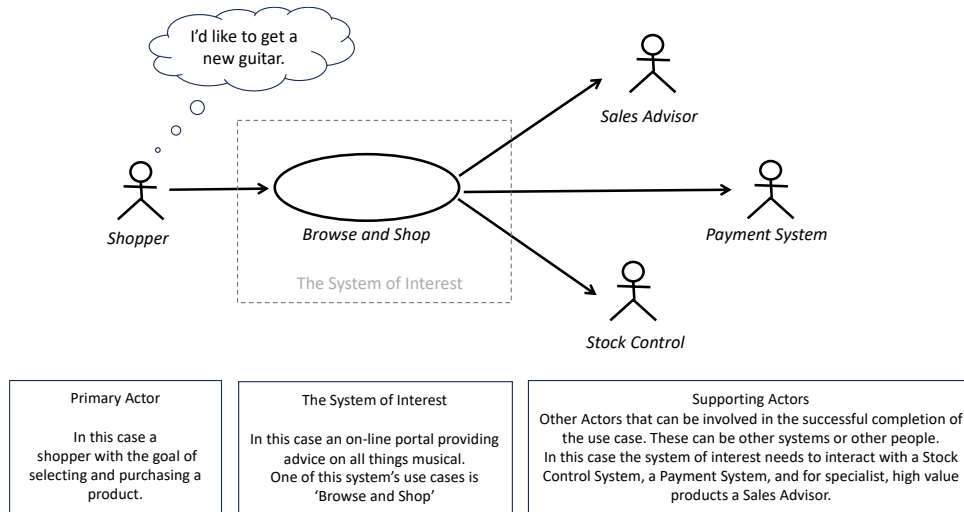 I'd like to get a
new guitar.
Sales Advisor
Shopper
Browse and Shop
Payment System
The System of Interest
Stock Control
Primary Actor
In this case a
shopper with the goal of
selecting and purchasing a
product.
The System of Interest
In this case an on-line portal providing
advice on all things musical.
One of this system's use cases is
'Browse and Shop'
Supporting Actors
Other Actors that can be involved in the successful completion of
the use case. These can be other systems or other people.
In this case the system of interest needs to interact with a Stock
Control System, a Payment System, and for specialist, high value
products a Sales Advisor.